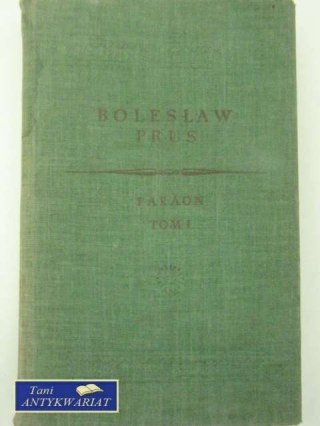 BOLESŁAW
PRUS
FARAON
TOM I
Tani
ANTYKWARIAT